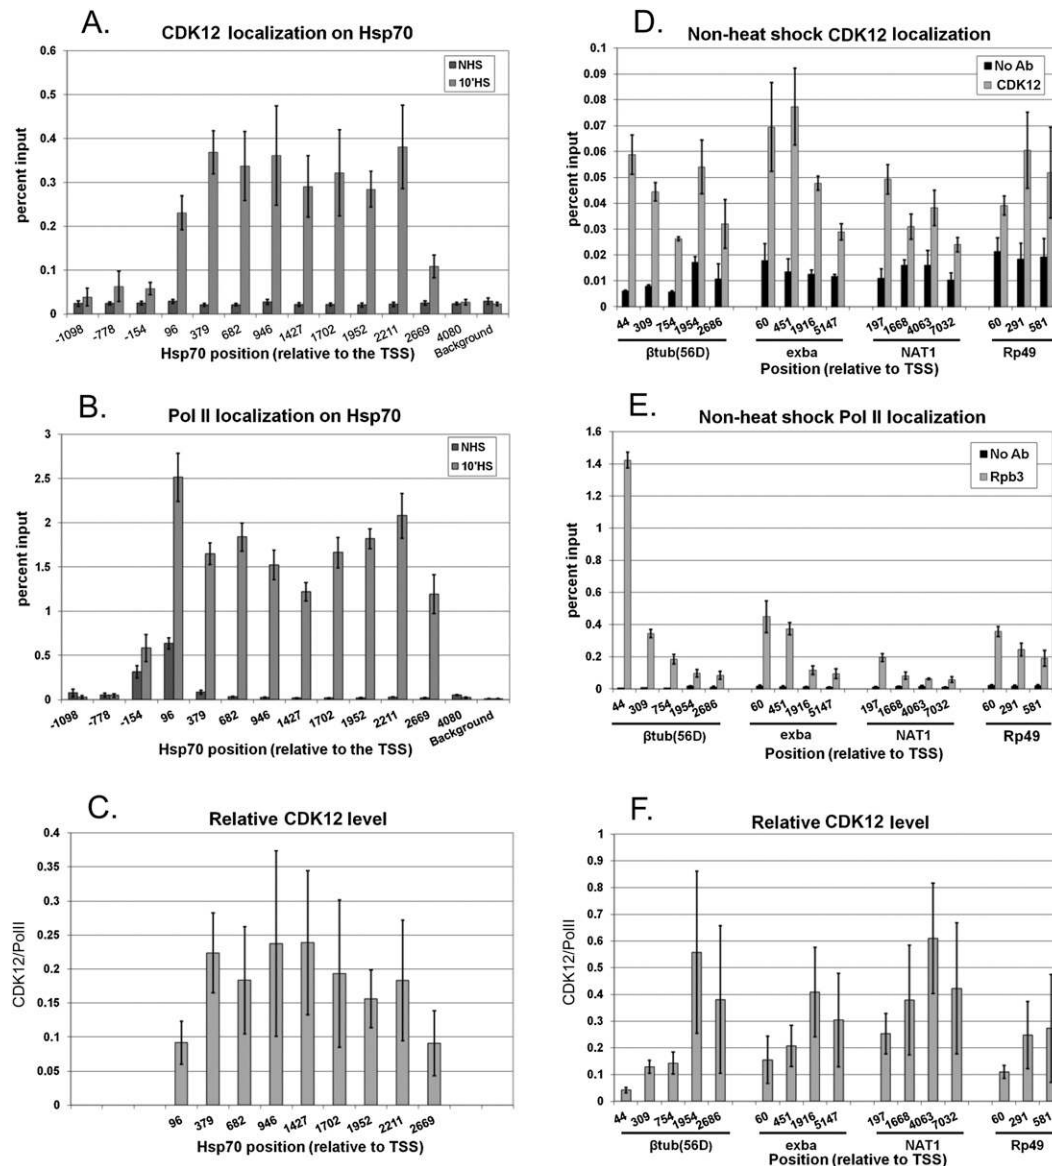 A.
CDK12 localization on Hsp70
percent input
0.6
0.5
0.4
0.3
0.2
0.1
0
NHS
10'HS
-1098 -778 -154 96 379 682 946 1427 1702 1952 2211 2669 4080 Background
Hsp70 position (relative to the TSS)
D.
Non-heat shock CDK12 localization
percent input
0.1
0.09
0.08
0.07
0.06
0.05
0.04
0.03
0.02
0.01
0
No Ab
CDK12
44 309 754 1954 2686 60 451 1916 5147 197 1668 4063 7032 60 291 581
βtub(56D) exba NAT1 Rp49
Position (relative to TSS)
B.
Pol II localization on Hsp70
percent input
3
2.5
2
1.5
1
0.5
0
NHS
10'HS
-1098 -778 -154 96 379 682 946 1427 1702 1952 2211 2669 4080 Background
Hsp70 position (relative to the TSS)
E.
Non-heat shock Pol II localization
percent input
1.6
1.4
1.2
1
0.8
0.6
0.4
0.2
0
No Ab
Rpb3
44 309 754 1954 2686 60 451 1916 5147 197 1668 4063 7032 60 291 581
βtub(56D) exba NAT1 Rp49
Position (relative to TSS)
C.
Relative CDK12 level
CDK12/PolII
0.4
0.35
0.3
0.25
0.2
0.15
0.1
0.05
0
96 379 682 946 1427 1702 1952 2211 2669
Hsp70 position (relative to TSS)
F.
Relative CDK12 level
CDK12/PolII
1
0.9
0.8
0.7
0.6
0.5
0.4
0.3
0.2
0.1
0
44 309 754 1954 2686 60 451 1916 5147 197 1668 4063 7032 60 291 581
βtub(56D) exba NAT1 Rp49
Position (relative to TSS)